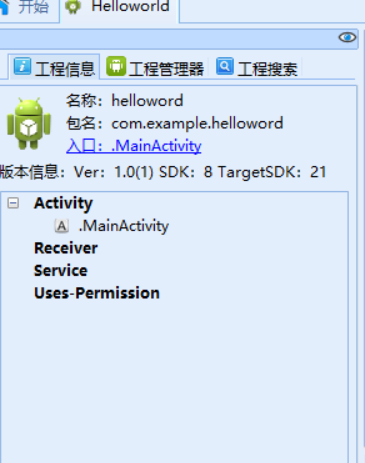 开始 Helloworld
工程信息 工程管理器 工程搜索
名称：helloword
包名：com.example.helloword
入口：.MainActivity
版本信息：Ver：1.0(1) SDK：8 TargetSDK：21
Activity
A .MainActivity
Receiver
Service
Uses-Permission